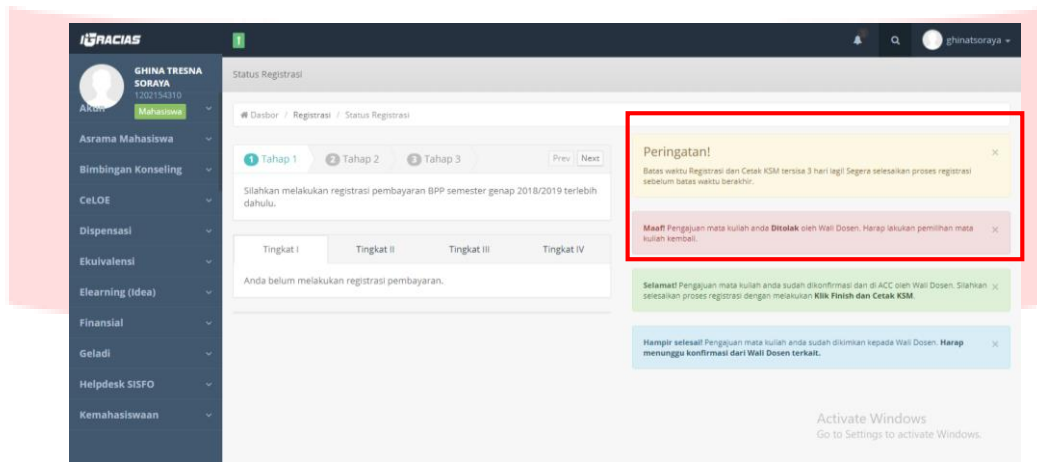 iGRACIAS
ghinatsoraya
GHINA TRESNA
SORAYA
1202154310
Mahasiswa
Akun
Asrama Mahasiswa
Bimbingan Konseling
CeLOE
Dispensasi
Ekuivalensi
Elearning (Idea)
Finansial
Geladi
Helpdesk SISFO
Kemahasiswaan
Status Registrasi
Dasbor / Registrasi / Status Registrasi
1 Tahap 1
2 Tahap 2
3 Tahap 3
Prev Next
Silahkan melakukan registrasi pembayaran BPP semester genap 2018/2019 terlebih
dahulu.
Tingkat I Tingkat II Tingkat III Tingkat IV
Anda belum melakukan registrasi pembayaran.
Peringatan!
Batas waktu Registrasi dan Cetak KSM tersisa 3 hari lagi! Segera selesaikan proses registrasi
sebelum batas waktu berakhir.
Maaf! Pengajuan mata kuliah anda Ditolak oleh Wali Dosen. Harap lakukan pemilihan mata
kuliah kembali.
Selamat! Pengajuan mata kuliah anda sudah dikonfirmasi dan di ACC oleh Wali Dosen. Silahkan
selesaikan proses registrasi dengan melakukan Klik Finish dan Cetak KSM.
Hampir selesai! Pengajuan mata kuliah anda sudah dikimkan kepada Wali Dosen. Harap
menunggu konfirmasi dari Wali Dosen terkait.
Activate Windows
Go to Settings to activate Windows.